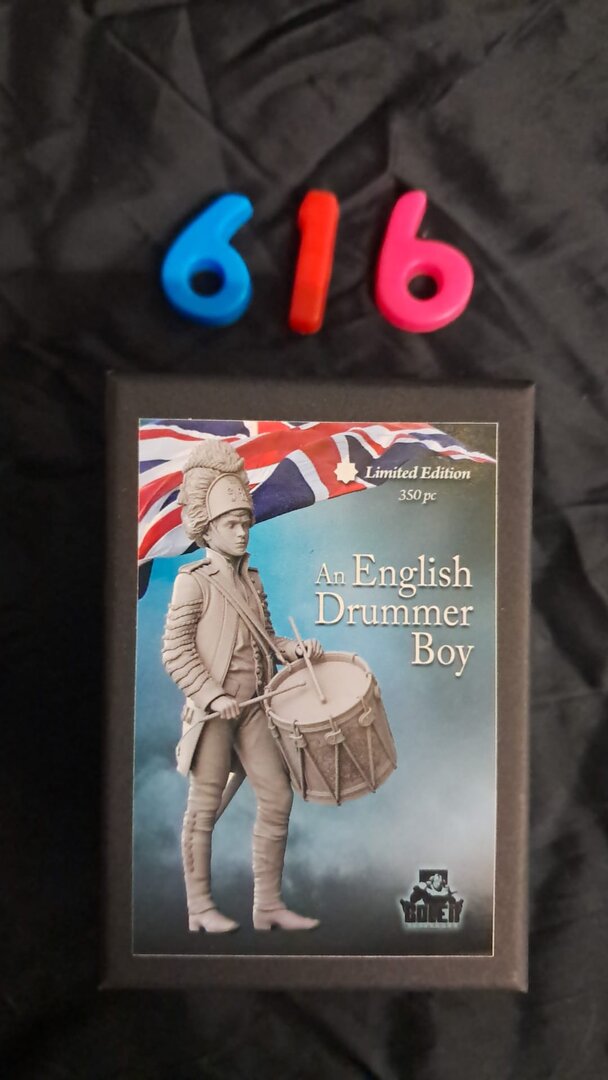 616
Limited Edition
350 pc
An English
Drummer
Boy